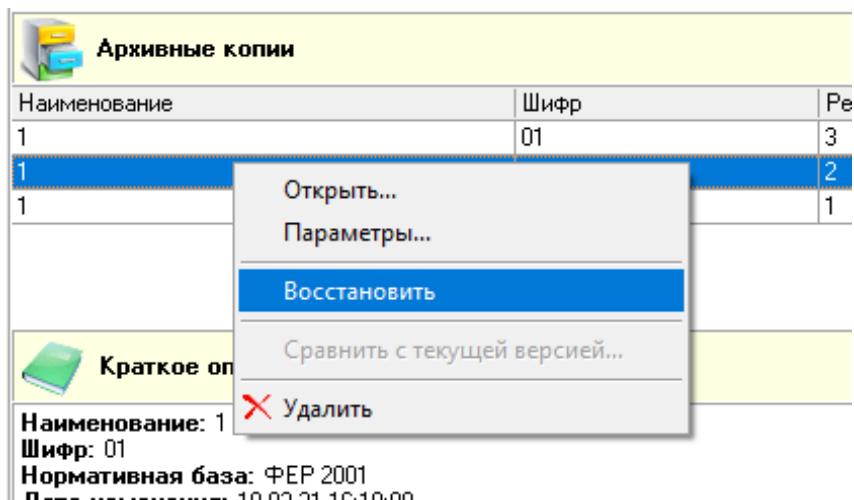 Архивные копии
Наименование Шифр Ре
1 01 3
1 2
1 1
Открыть...
Параметры...
Восстановить
Сравнить с текущей версией...
Удалить
Краткое оп
Наименование: 1
Шифр: 01
Нормативная база: ФЕР 2001